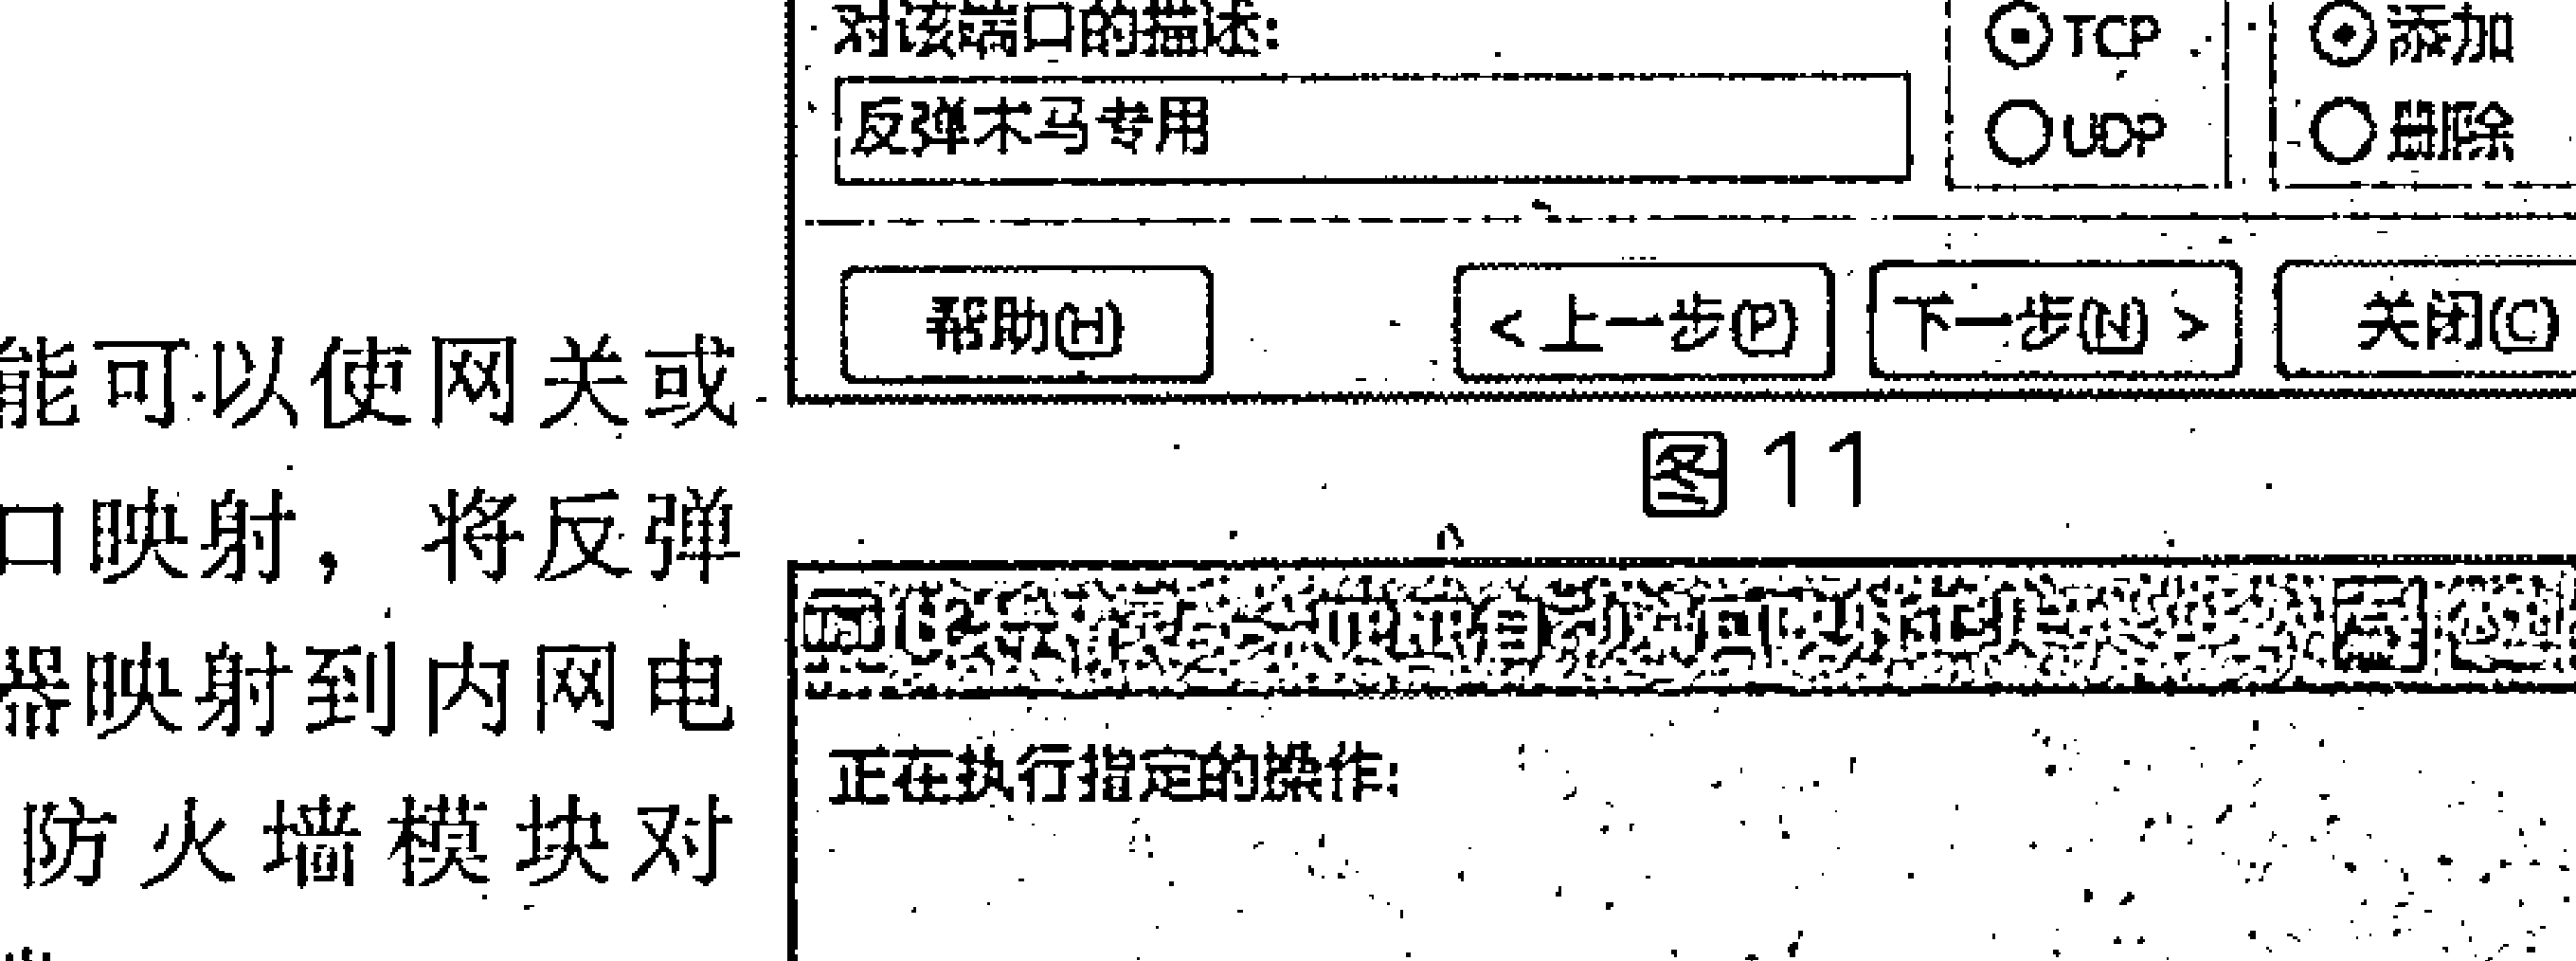 能可以使网关或
口映射，将反弹
器映射到内网电
防火墙模块对
对该端口的描述:
反弹木马专用
TCP
UDP
添加
删除
帮助(H)
<上一步(P)
下一步(N)>
关闭(C)
图11
正在执行指定的操作: